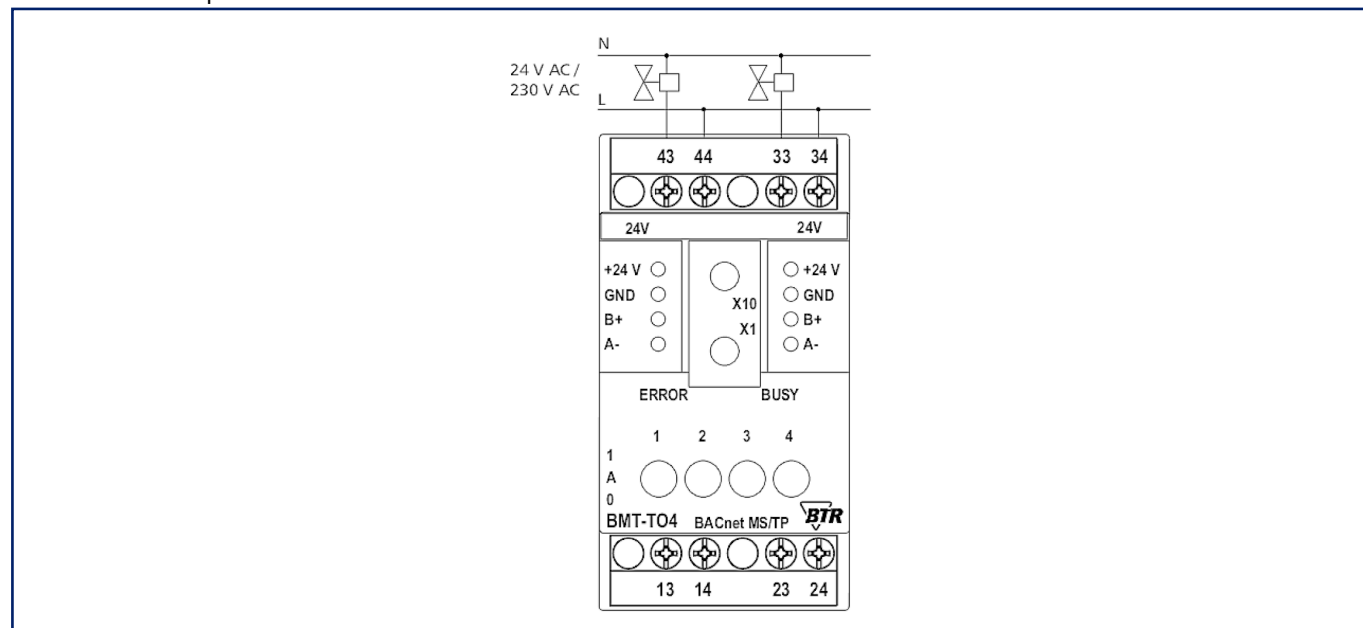 N
24 V AC /
230 V AC
L
43 44 33 34
24V 24V
+24 V +24 V
GND GND
X10
B+ B+
X1
A- A-
ERROR BUSY
1 2 3 4
1
A
0
BMT-TO4 BACnet MS/TP BTR
13 14 23 24